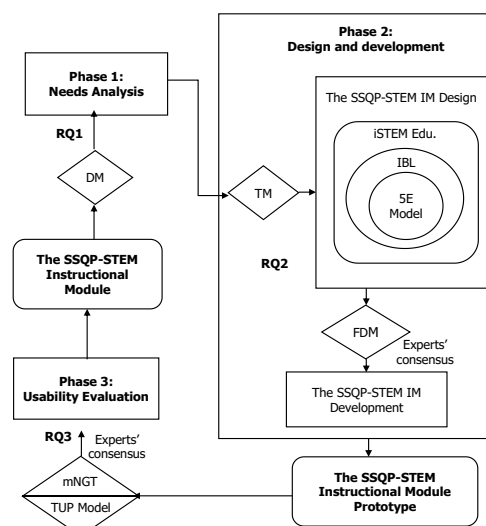 Phase 2:
Design and development
Phase 1:
Needs Analysis
The SSQP-STEM IM Design
iSTEM Edu.
IBL
5E
Model
RQ1
DM
TM
RQ2
The SSQP-STEM
Instructional
Module
FDM
Experts’
consensus
Phase 3:
Usability Evaluation
The SSQP-STEM IM
Development
RQ3
Experts’
consensus
mNGT
TUP Model
The SSQP-STEM
Instructional Module
Prototype